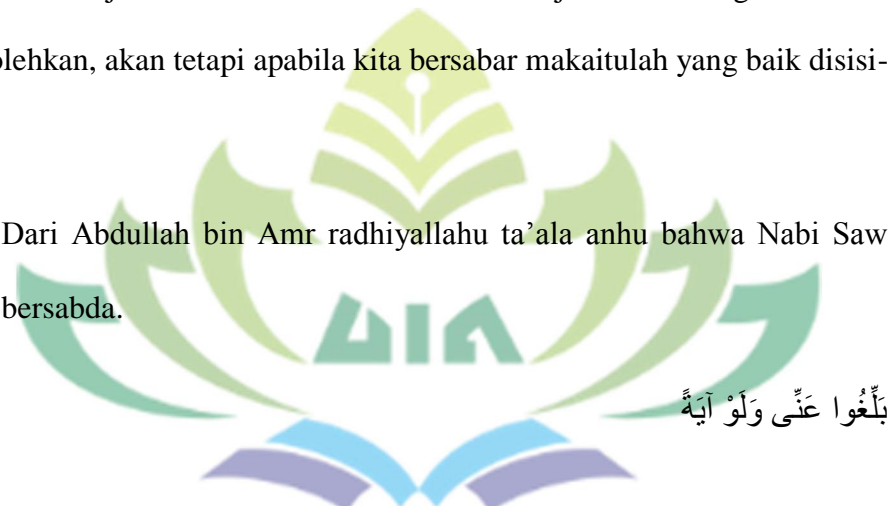 olehkan, akan tetapi apabila kita bersabar makaitulah yang baik disisi-
Dari Abdullah bin Amr radhiyallahu ta’ala anhu bahwa Nabi Saw
bersabda.
UIN
بَلِّغُوا عَنِّى وَلَوْ آيَةً